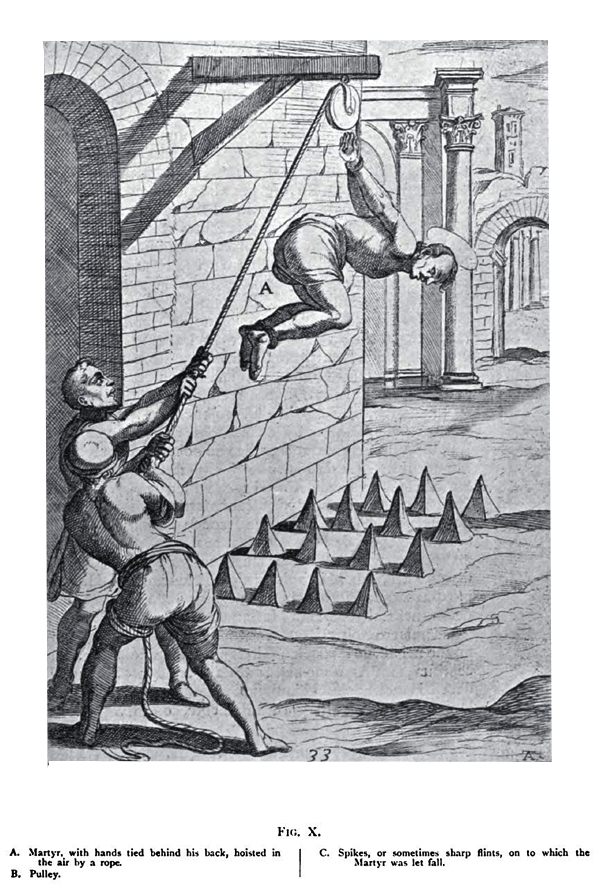 A
33
FIG. X.
A. Martyr, with hands tied behind his back, hoisted in
the air by a rope.
B. Pulley.
C. Spikes, or sometimes sharp flints, on to which the
Martyr was let fall.